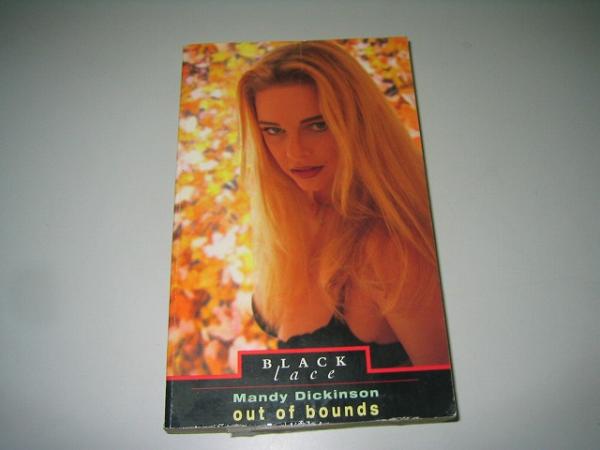 BLACK
lace
Mandy Dickinson
out of bounds